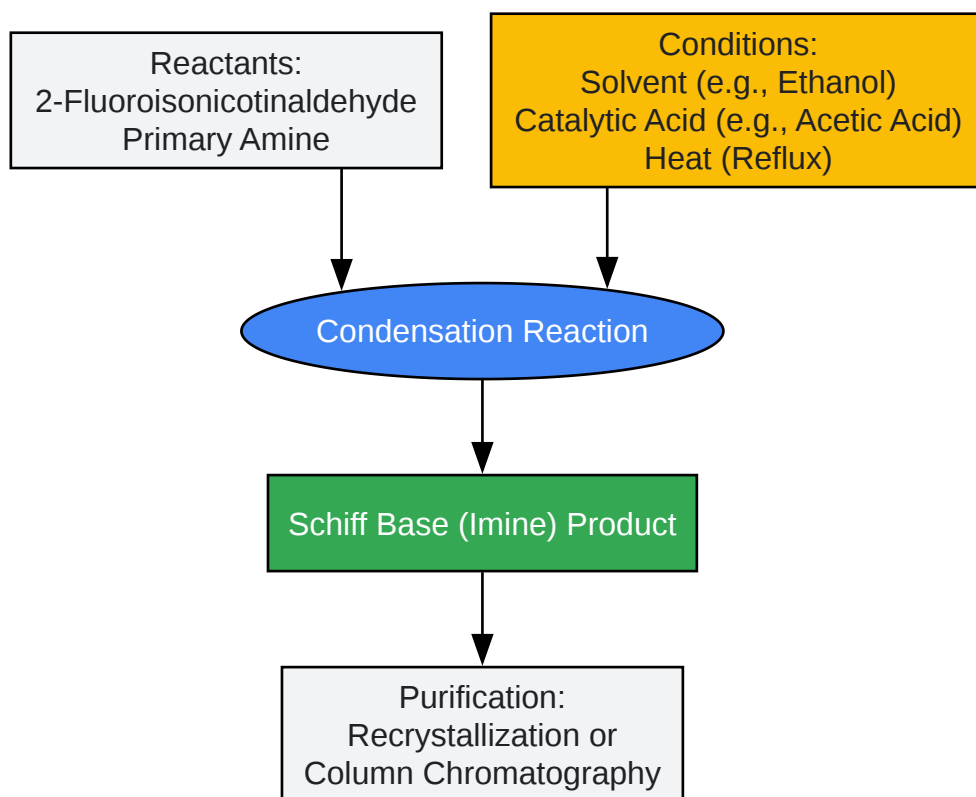 Reactants:
2-Fluoroisonicotinaldehyde
Primary Amine
Conditions:
Solvent (e.g., Ethanol)
Catalytic Acid (e.g., Acetic Acid)
Heat (Reflux)
Condensation Reaction
Schiff Base (Imine) Product
Purification:
Recrystallization or
Column Chromatography